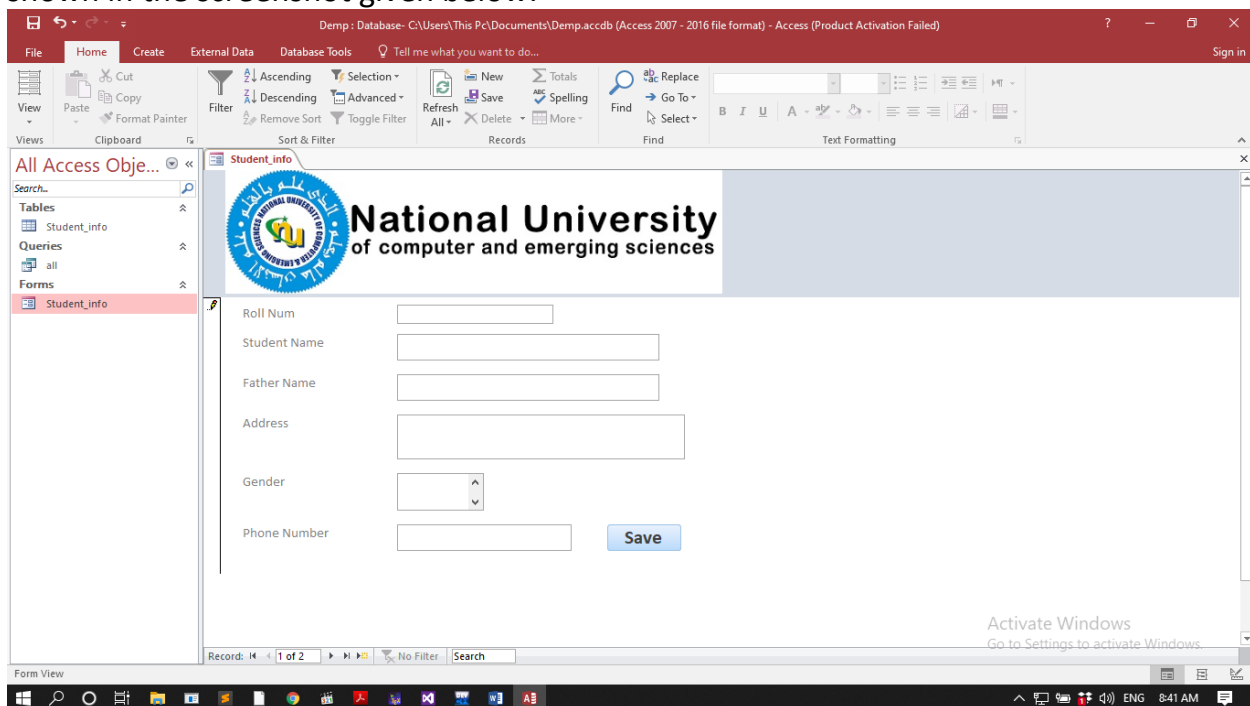 shown in the screenshot given below:
Demp : Database- C:\Users\This Pc\Documents\Demp.accdb (Access 2007 - 2016 file format) - Access (Product Activation Failed)
?
File Home Create External Data Database Tools Tell me what you want to do... Sign in
View
Paste
Cut
Copy
Format Painter
Filter
Ascending
Descending
Remove Sort
Selection
Advanced
Toggle Filter
Refresh
All
New
Save
Delete
Totals
Spelling
More
Find
Replace
Go To
Select
B I U A
Views Clipboard Sort & Filter Records Find Text Formatting
All Access Obje...
Search...
Tables
Student_info
Queries
all
Forms
Student_info
Student_info
National University
of computer and emerging sciences
Roll Num
Student Name
Father Name
Address
Gender
Phone Number
Save
Activate Windows
Go to Settings to activate Windows.
Record: 1 of 2 No Filter Search
Form View
ENG 8:41 AM